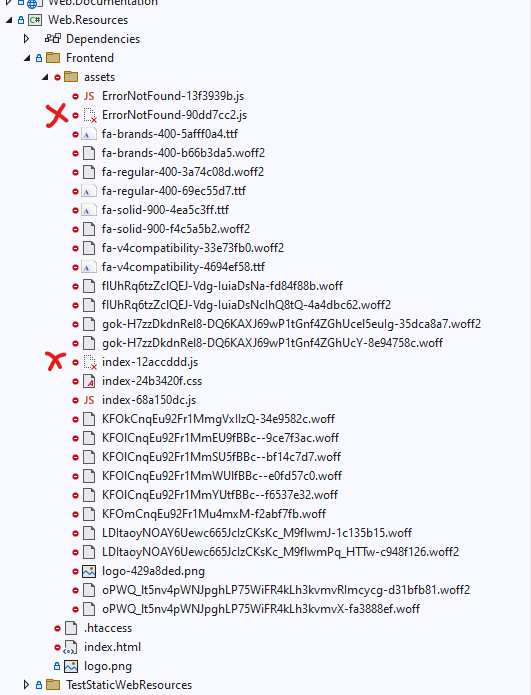 Web.Documentation
C# Web.Resources
Dependencies
Frontend
assets
JS ErrorNotFound-13f3939b.js
ErrorNotFound-90dd7cc2.js
fa-brands-400-5afff0a4.ttf
fa-brands-400-b66b3da5.woff2
fa-regular-400-3a74c08d.woff2
fa-regular-400-69ec55d7.ttf
fa-solid-900-4ea5c3ff.ttf
fa-solid-900-f4c5a5b2.woff2
fa-v4compatibility-33e73fb0.woff2
fa-v4compatibility-4694ef58.ttf
flUhRq6tzZclQEJ-Vdg-IuiaDsNa-fd84f88b.woff
flUhRq6tzZclQEJ-Vdg-IuiaDsNcIhQ8tQ-4a4dbc62.woff2
gok-H7zzDkdnRel8-DQ6KAXJ69wP1tGnf4ZGhUcel5euIg-35dca8a7.woff2
gok-H7zzDkdnRel8-DQ6KAXJ69wP1tGnf4ZGhUcY-8e94758c.woff
index-12accddd.js
index-24b3420f.css
JS index-68a150dc.js
KFOkCnqEu92Fr1MmgVxIIzQ-34e9582c.woff
KFOlCnqEu92Fr1MmEU9fBBc--9ce7f3ac.woff
KFOlCnqEu92Fr1MmSU5fBBc--bf14c7d7.woff
KFOlCnqEu92Fr1MmWUlfBBc--e0fd57c0.woff
KFOlCnqEu92Fr1MmYUtfBBc--f6537e32.woff
KFOmCnqEu92Fr1Mu4mxM-f2abf7fb.woff
LDItaoyNOAY6Uewc665JcIzCKsKc_M9flwmJ-1c135b15.woff
LDItaoyNOAY6Uewc665JcIzCKsKc_M9flwmPq_HTTw-c948f126.woff2
logo-429a8ded.png
oPWQ_lt5nv4pWNJpghLP75WiFR4kLh3kvmvRImcycg-d31bfb81.woff2
oPWQ_lt5nv4pWNJpghLP75WiFR4kLh3kvmvX-fa3888ef.woff
.htaccess
index.html
logo.png
TestStaticWebResources